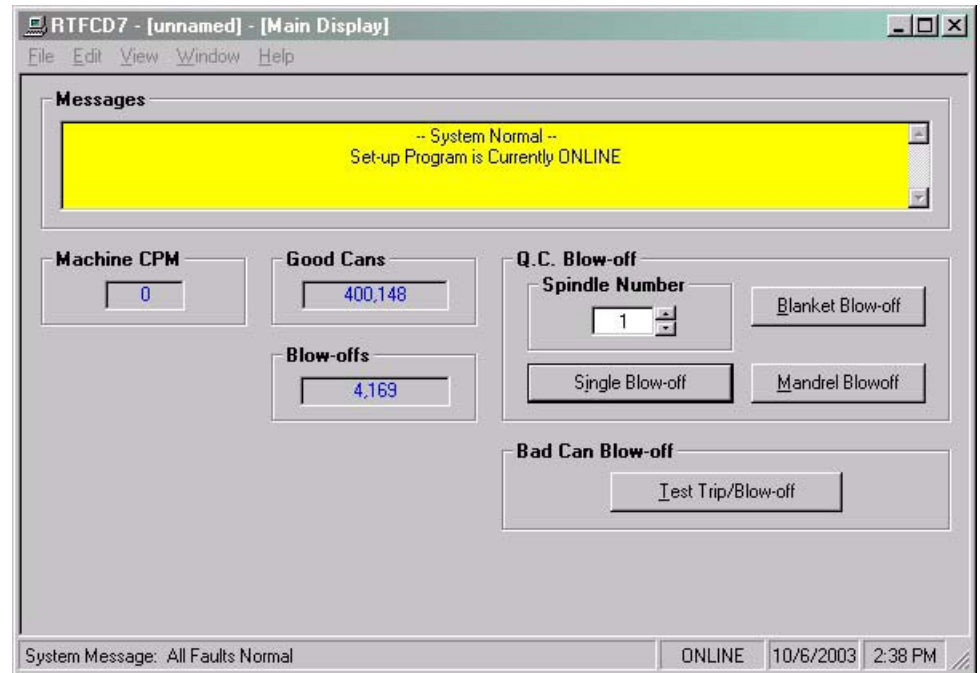 RTFCD7 - [unnamed] - [Main Display]
File Edit View Window Help
Messages
-- System Normal --
Set-up Program is Currently ONLINE
Machine CPM
0
Good Cans
400,148
Blow-offs
4,169
Q.C. Blow-off
Spindle Number
1
Blanket Blow-off
Single Blow-off
Mandrel Blowoff
Bad Can Blow-off
Test Trip/Blow-off
System Message: All Faults Normal
ONLINE
10/6/2003
2:38 PM